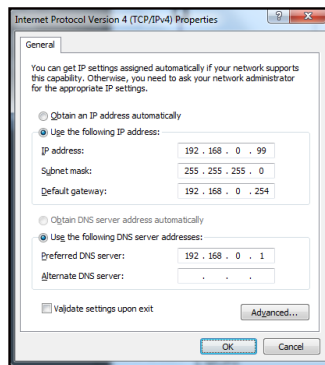 Internet Protocol Version 4 (TCP/IPv4) Properties
General
You can get IP settings assigned automatically if your network supports
this capability. Otherwise, you need to ask your network administrator
for the appropriate IP settings.
Obtain an IP address automatically
Use the following IP address:
IP address: 192 . 168 . 0 . 99
Subnet mask: 255 . 255 . 255 . 0
Default gateway: 192 . 168 . 0 . 254
Obtain DNS server address automatically
Use the following DNS server addresses:
Preferred DNS server: 192 . 168 . 0 . 1
Alternate DNS server: . . .
Validate settings upon exit
Advanced...
OK Cancel